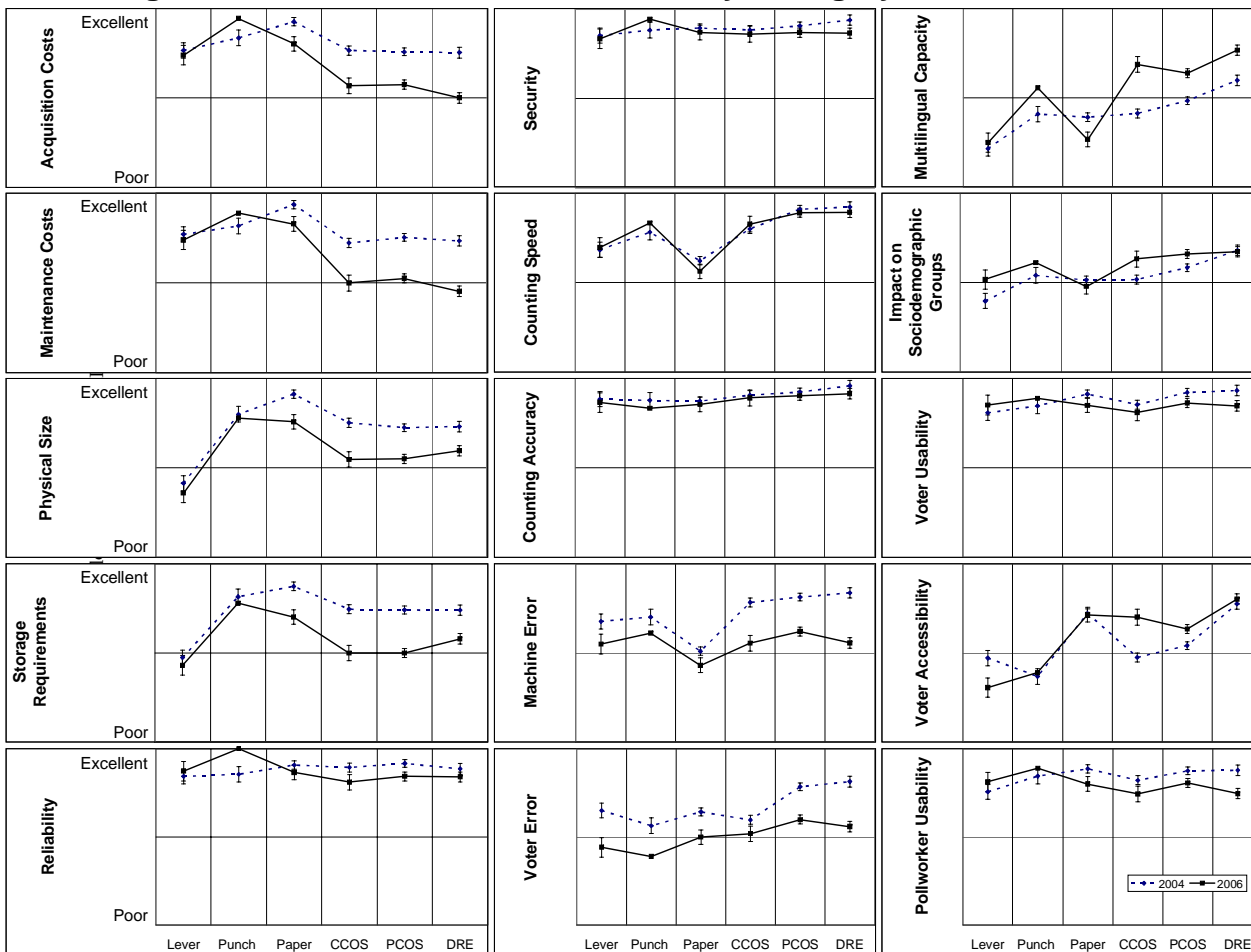 Excellent
Acquisition Costs
Poor
Security
Multilingual Capacity
Excellent
Maintenance Costs
Poor
Counting Speed
Impact on
Sociodemographic
Groups
Excellent
Physical Size
Poor
Counting Accuracy
Voter Usability
Excellent
Storage
Requirements
Poor
Machine Error
Voter Accessibility
Excellent
Reliability
Poor
Voter Error
Pollworker Usability
2004 2006
Lever Punch Paper CCOS PCOS DRE
Lever Punch Paper CCOS PCOS DRE
Lever Punch Paper CCOS PCOS DRE